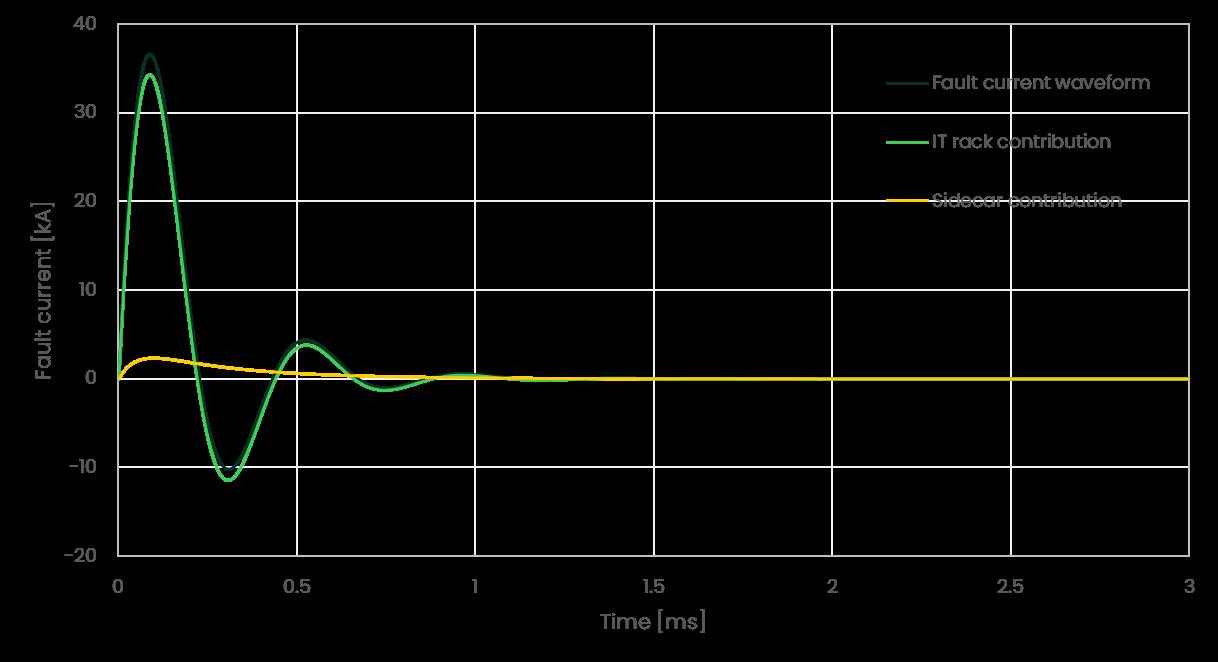 40
30
20
10
0
-10
-20
Fault current [kA]
Fault current waveform
IT rack contribution
Sidecar contribution
0 0.5 1 1.5 2 2.5 3
Time [ms]